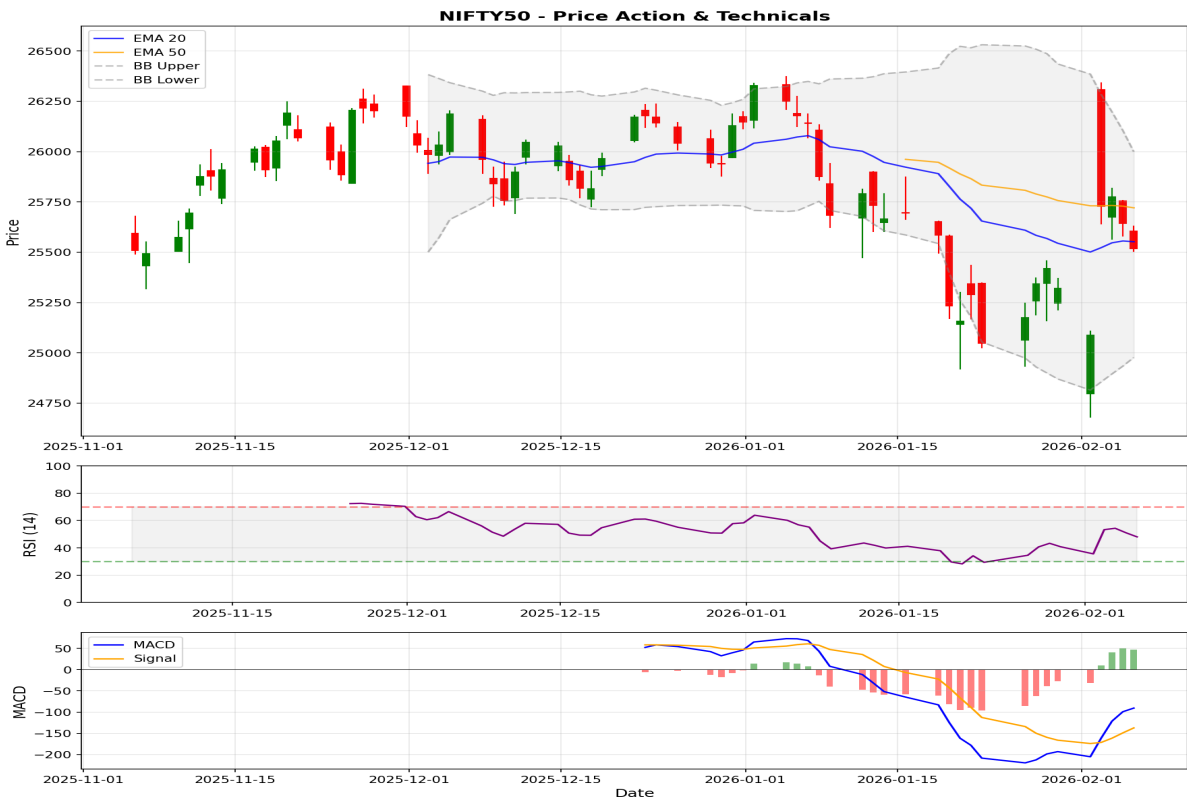 NIFTY50 - Price Action & Technicals
EMA 20
EMA 50
BB Upper
BB Lower
26500
26250
26000
25750
25500
25250
25000
24750
Price
2025-11-01 2025-11-15 2025-12-01 2025-12-15 2026-01-01 2026-01-15 2026-02-01
100
80
60
40
20
0
RSI (14)
2025-11-15 2025-12-01 2025-12-15 2026-01-01 2026-01-15 2026-02-01
MACD
Signal
50
0
−50
−100
−150
−200
MACD
2025-11-01 2025-11-15 2025-12-01 2025-12-15 2026-01-01 2026-01-15 2026-02-01
Date